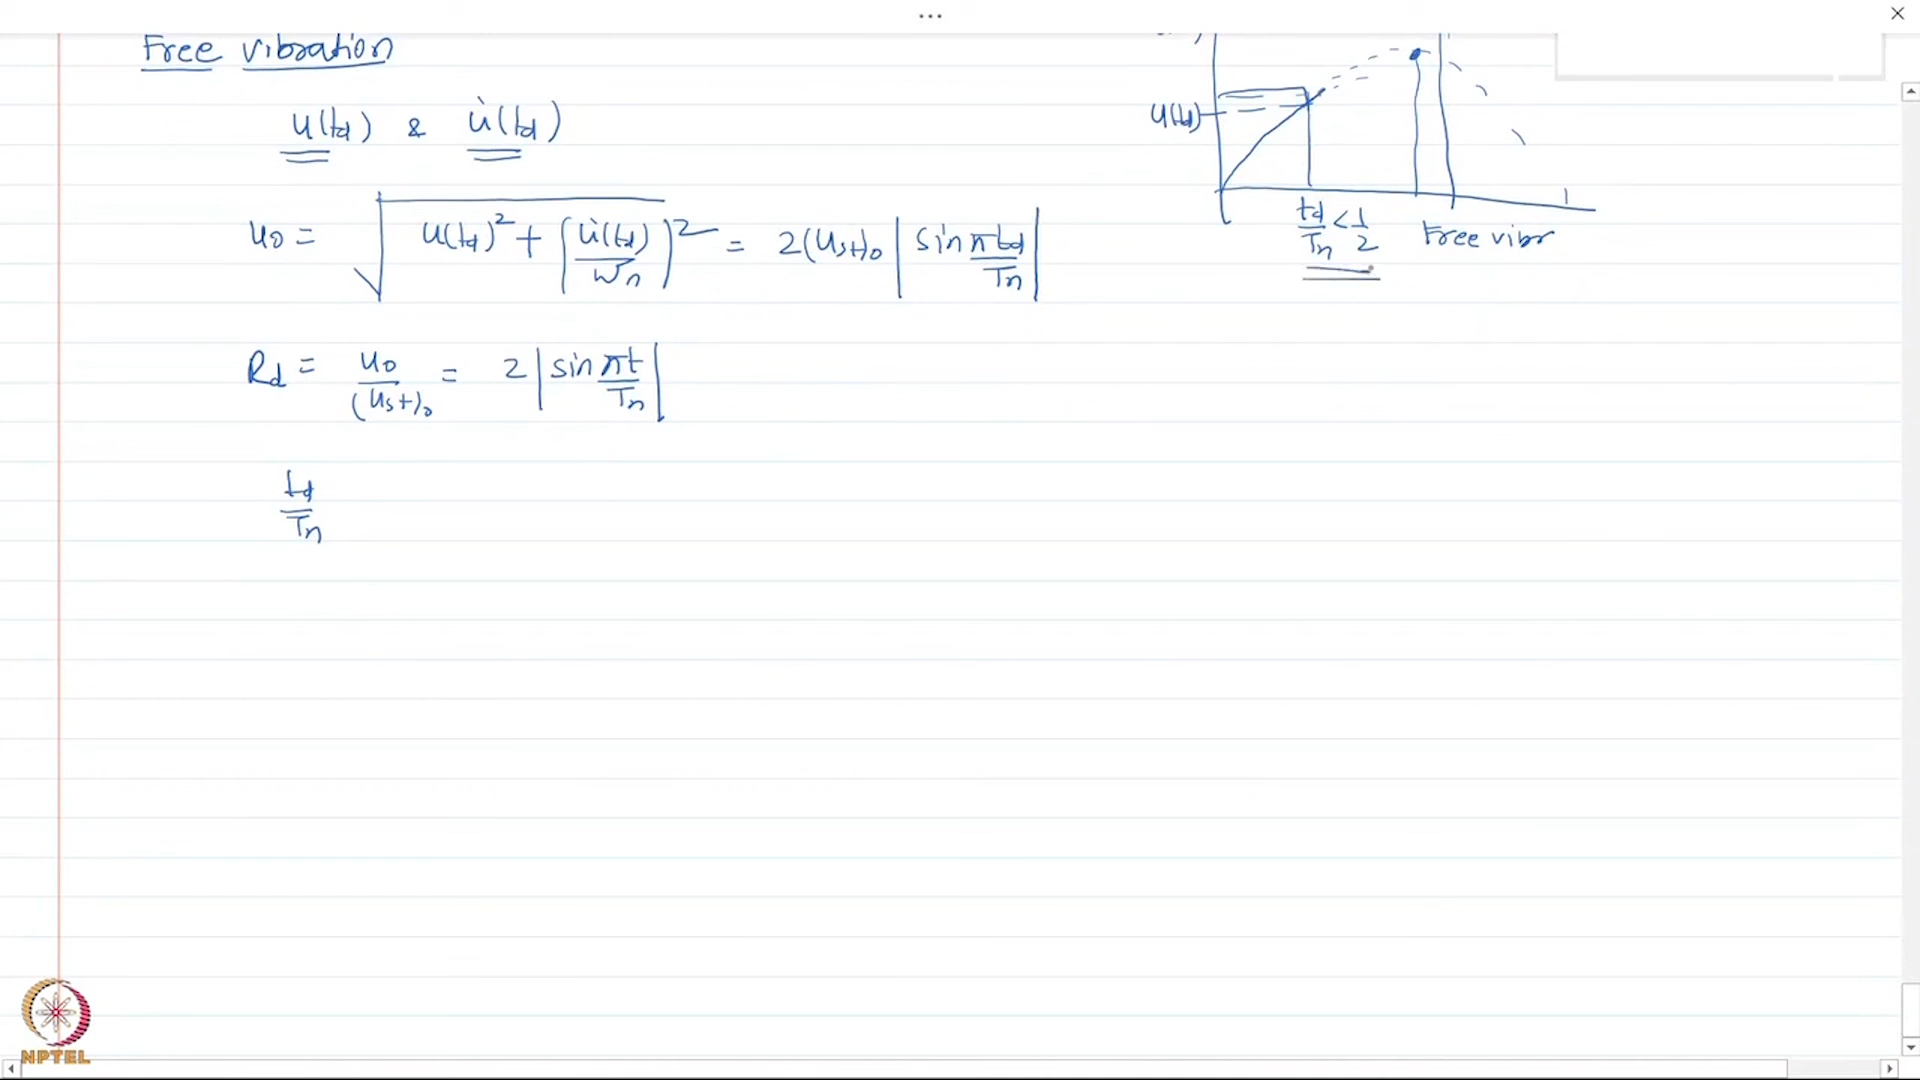 Free vibration
u(td) & u̇(td)
u0 = √ u(td)² + (u̇(td)/ωn)² = 2(ust)0 |sin πtd/Tn|
Rd = u0/(ust)0 = 2 |sin πt/Tn|
td/Tn
u(td)
td/Tn < 1/2
Free vibr
NPTEL